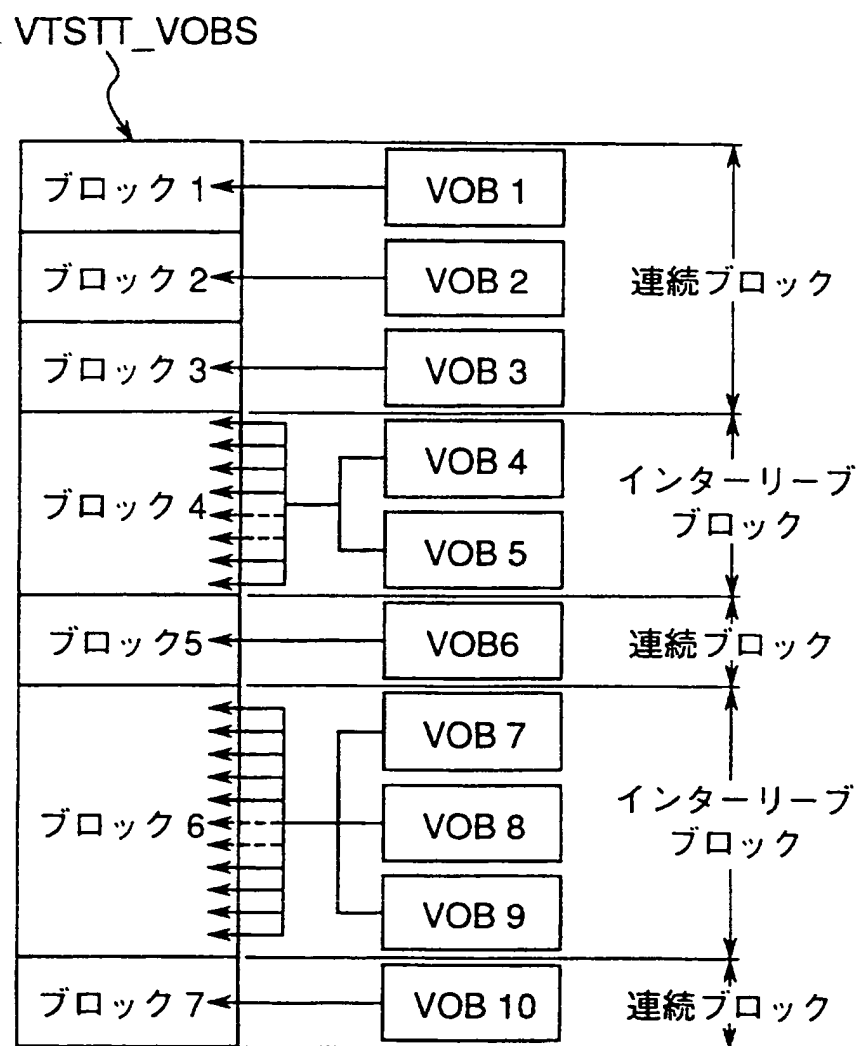 VTSTT_VOBS
ブロック 1
VOB 1
ブロック 2
VOB 2
連続ブロック
ブロック 3
VOB 3
ブロック 4
VOB 4
VOB 5
インターリーブ
ブロック
ブロック5
VOB6
連続ブロック
ブロック 6
VOB 7
VOB 8
VOB 9
インターリーブ
ブロック
ブロック 7
VOB 10
連続ブロック